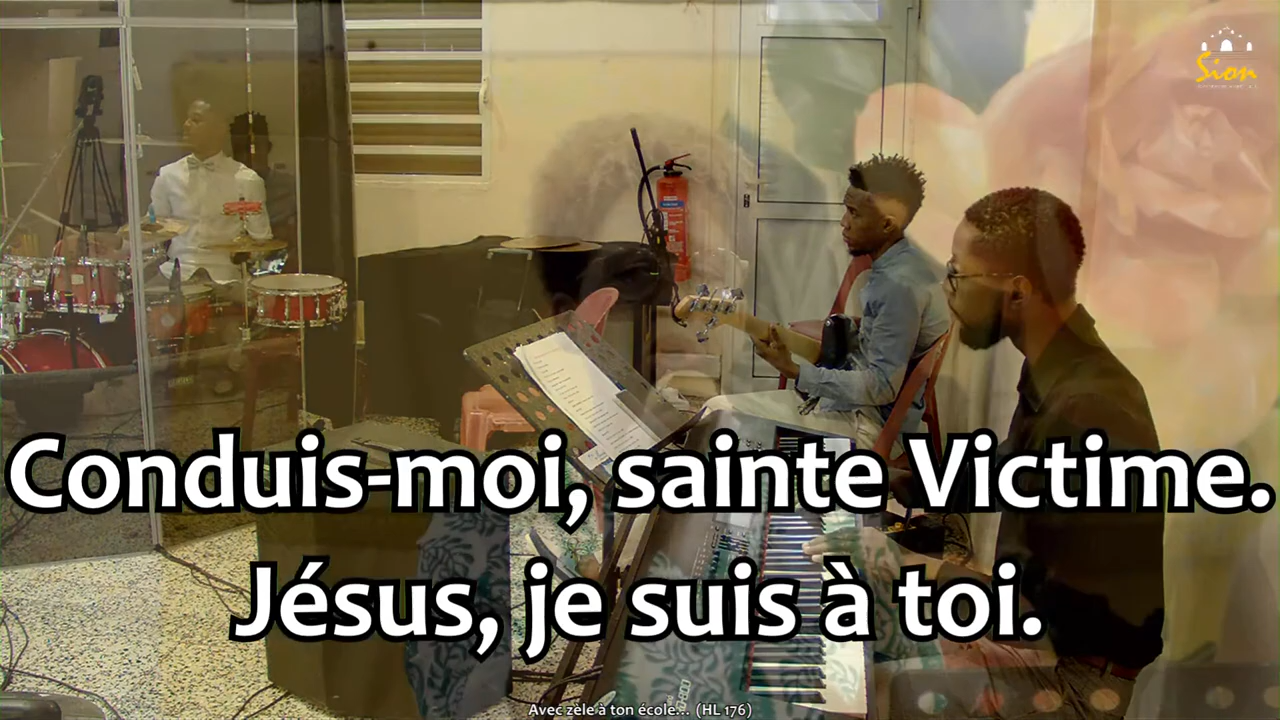 Sion
Conduis-moi, sainte Victime.
Jésus, je suis à toi.
Avec zèle à ton école... (HL 176)